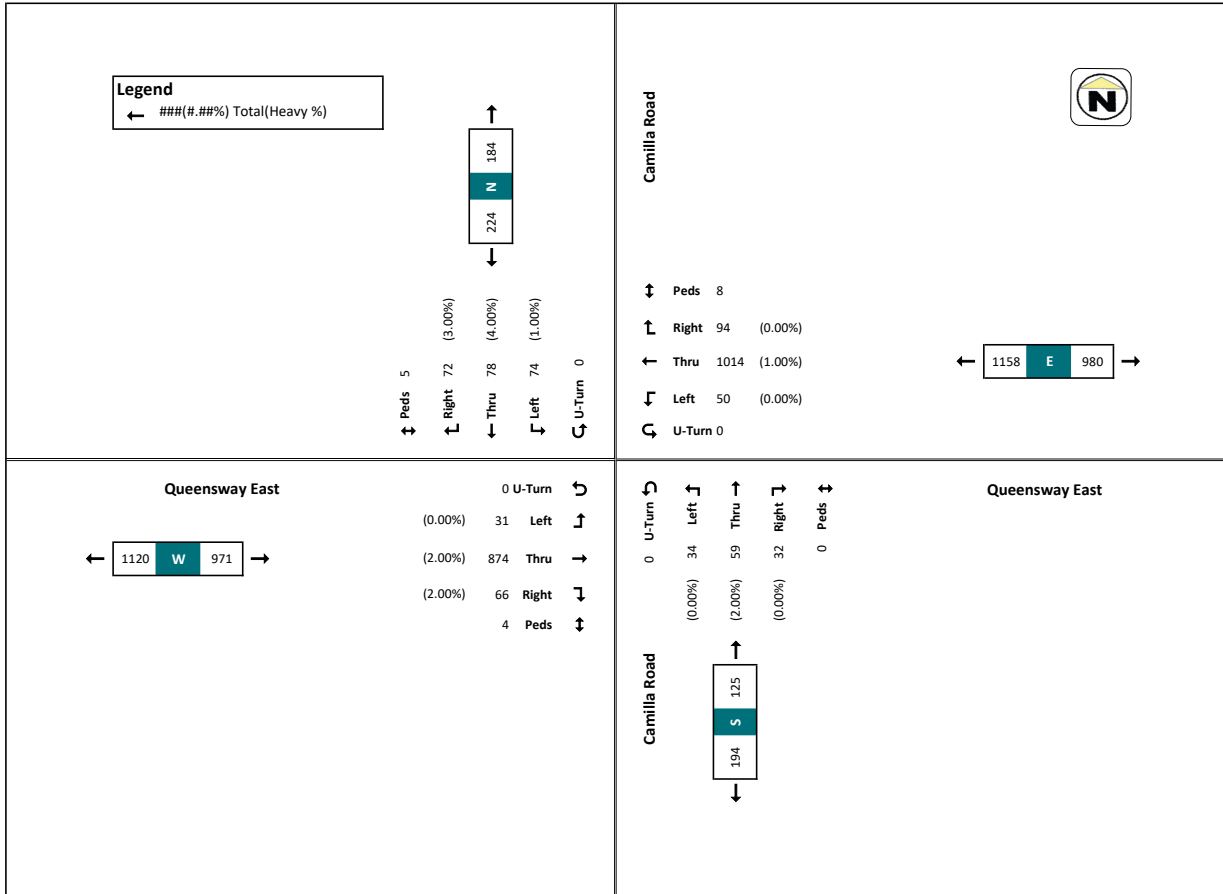 Legend
← ###(#.##%) Total(Heavy %)
184
N
224
(3.00%) (4.00%) (1.00%)
5 72 78 74 0
Peds Right Thru Left U-Turn
Camilla Road
N
Peds 8
Right 94 (0.00%)
Thru 1014 (1.00%)
Left 50 (0.00%)
U-Turn 0
1158 E 980
Queensway East
0 U-Turn
(0.00%) 31 Left
(2.00%) 874 Thru
(2.00%) 66 Right
4 Peds
1120 W 971
U-Turn Left Thru Right Peds
0 34 59 32 0
(0.00%) (2.00%) (0.00%)
Camilla Road
125
S
194
Queensway East